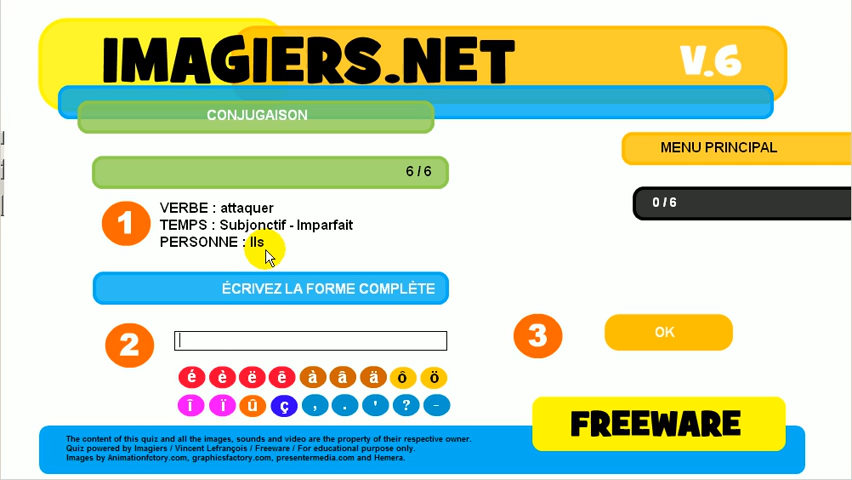 IMAGIERS.NET
V.6
CONJUGAISON
MENU PRINCIPAL
6 / 6
0 / 6
1
VERBE : attaquer
TEMPS : Subjonctif - Imparfait
PERSONNE : Ils
ÉCRIVEZ LA FORME COMPLÈTE
2
3
OK
é è ë ê à â ä ô ö
î ï û ç , . ' ? -
FREEWARE
The content of this quiz and all the images, sounds and video are the property of their respective owner.
Quiz powered by Imagiers / Vincent Lefrançois / Freeware / For educational purpose only.
Images by Animationfctory.com, graphicsfactory.com, presentermedia.com and Hemera.